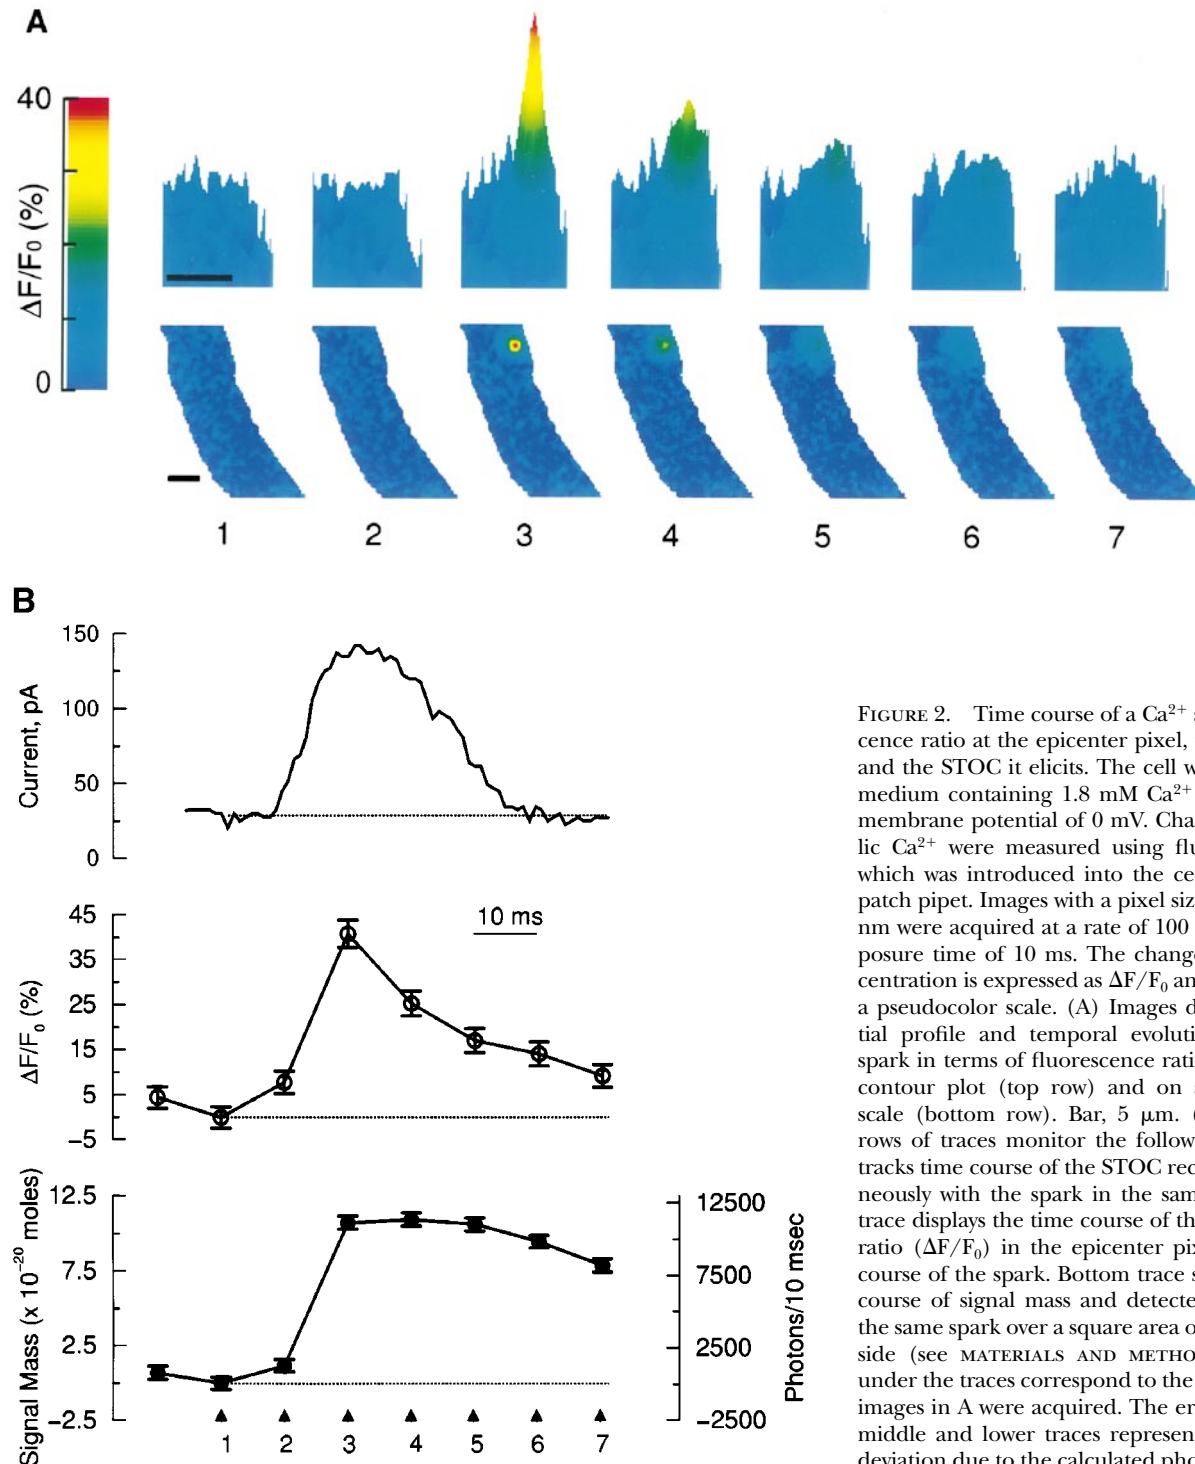 A
40
ΔF/F₀ (%)
0
1 2 3 4 5 6 7
B
150
100
50
0
Current, pA
45
35
25
15
5
−5
ΔF/F₀ (%)
10 ms
12.5
7.5
2.5
−2.5
Signal Mass (x 10⁻²⁰ moles)
12500
7500
2500
−2500
Photons/10 msec
1 2 3 4 5 6 7
FIGURE 2. Time course of a Ca²⁺
cence ratio at the epicenter pixel,
and the STOC it elicits. The cell w
medium containing 1.8 mM Ca²⁺
membrane potential of 0 mV. Cha
lic Ca²⁺ were measured using flu
which was introduced into the ce
patch pipet. Images with a pixel siz
nm were acquired at a rate of 100
posure time of 10 ms. The change
centration is expressed as ΔF/F₀ an
a pseudocolor scale. (A) Images d
tial profile and temporal evoluti
spark in terms of fluorescence rati
contour plot (top row) and on
scale (bottom row). Bar, 5 μm. (
rows of traces monitor the follow
tracks time course of the STOC rec
neously with the spark in the sam
trace displays the time course of th
ratio (ΔF/F₀) in the epicenter pix
course of the spark. Bottom trace s
course of signal mass and detecte
the same spark over a square area o
side (see MATERIALS AND METHO
under the traces correspond to the
images in A were acquired. The er
middle and lower traces represen
deviation due to the calculated pho